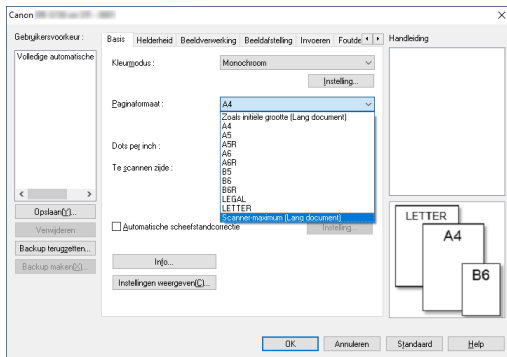 Canon
Gebruikersvoorkeur :
Volledige automatische
Opslaan(Y)...
Verwijderen
Backup terugzetten...
Backup maken(X)...
Basis
Helderheid
Beeldverwerking
Beeldafstelling
Invoeren
Foutde
Kleurmodus :
Monochroom
Instelling...
Paginaformaat :
A4
Zoals initiële grootte (Lang document)
A4
A5
A5R
A6
A6R
B5
B6
B6R
LEGAL
LETTER
Scanner-maximum (Lang document)
Dots per inch :
Te scannen zijde :
Automatische scheefstandcorrectie
Instelling...
Info...
Instellingen weergeven(C)...
Handleiding
LETTER
A4
B6
OK
Annuleren
Standaard
Help